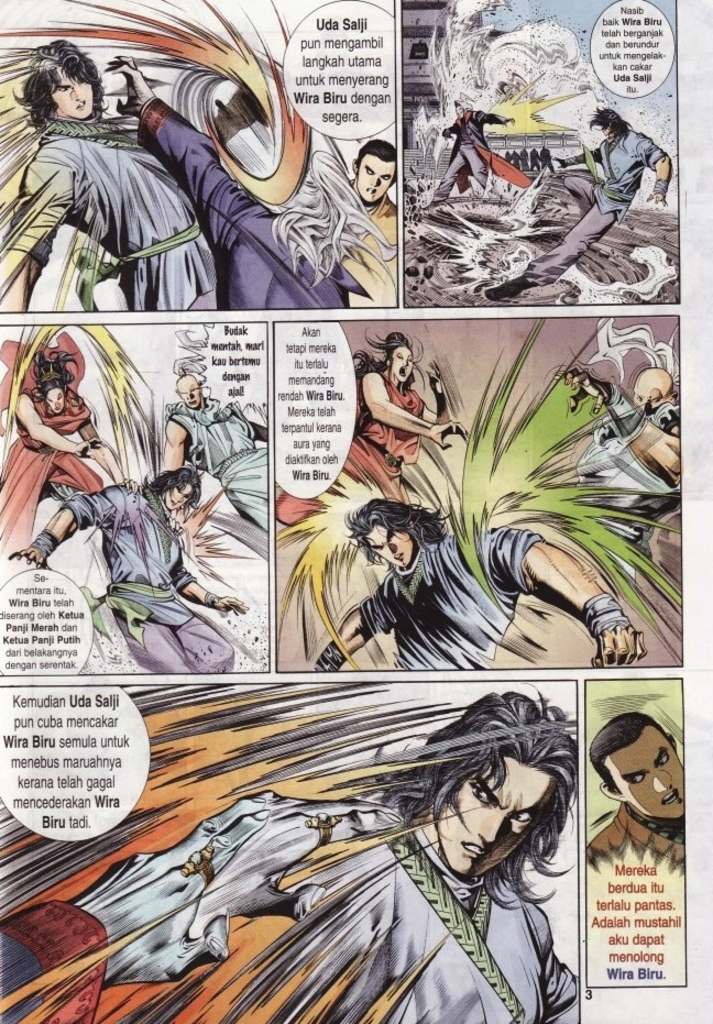 Uda Salji
pun mengambil
langkah utama
untuk menyerang
Wira Biru dengan
segera.
Nasib
baik Wira Biru
telah berganjak
dan berundur
untuk mengelak-
kan cakar
Uda Salji
itu.
Budak
mentah, mari
kau bertemu
dengan
ajal!
Se-
mentara itu,
Wira Biru telah
diserang oleh Ketua
Panji Merah dan
Ketua Panji Putih
dari belakangnya
dengan serentak.
Akan
tetapi mereka
itu terlalu
memandang
rendah Wira Biru.
Mereka telah
terpantul kerana
aura yang
diaktifkan oleh
Wira Biru.
Kemudian Uda Salji
pun cuba mencakar
Wira Biru semula untuk
menebus maruahnya
kerana telah gagal
mencederakan Wira
Biru tadi.
Mereka
berdua itu
terlalu pantas.
Adalah mustahil
aku dapat
menolong
Wira Biru.
3